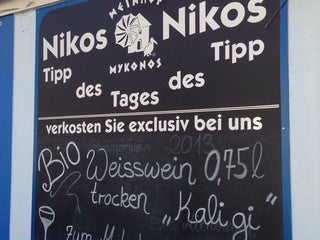 WEINHOF
Nikos Nikos
Tipp MYKONOS Tipp
des Tages des
verkosten Sie exclusiv bei uns
2013
Bio Weisswein 0,75l
trocken „Kali gi"
Zum